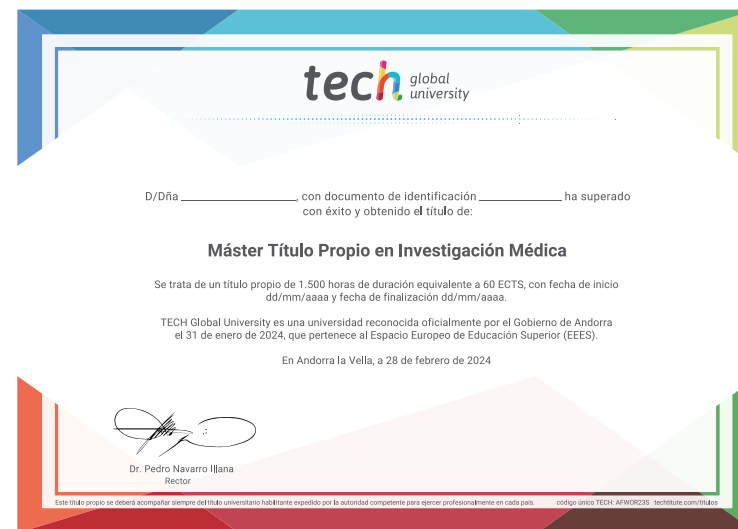 tech global university
D/Dña ____________________, con documento de identificación ______________ ha superado
con éxito y obtenido el título de:
Máster Título Propio en Investigación Médica
Se trata de un título propio de 1.500 horas de duración equivalente a 60 ECTS, con fecha de inicio
dd/mm/aaaa y fecha de finalización dd/mm/aaaa.
TECH Global University es una universidad reconocida oficialmente por el Gobierno de Andorra
el 31 de enero de 2024, que pertenece al Espacio Europeo de Educación Superior (EEES).
En Andorra la Vella, a 28 de febrero de 2024
Dr. Pedro Navarro Illana
Rector
Este título propio se deberá acompañar siempre del título universitario habilitante expedido por la autoridad competente para ejercer profesionalmente en cada país. código único TECH: AFWOR23S techtitute.com/titulos